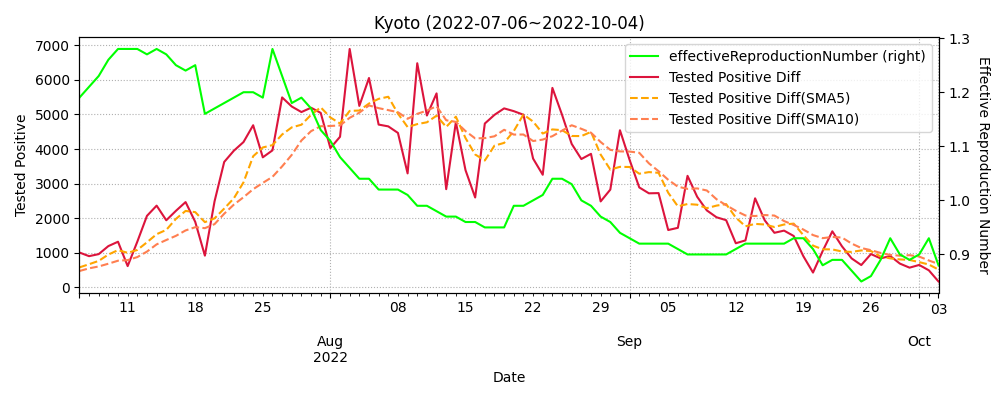 Kyoto (2022-07-06~2022-10-04)
effectiveReproductionNumber (right)
Tested Positive Diff
Tested Positive Diff(SMA5)
Tested Positive Diff(SMA10)
Tested Positive
7000
6000
5000
4000
3000
2000
1000
0
1.3
1.2
1.1
1.0
0.9
Effective Reproduction Number
11 18 25 08 15 22 29 05 12 19 26 03
Aug Sep Oct
2022
Date